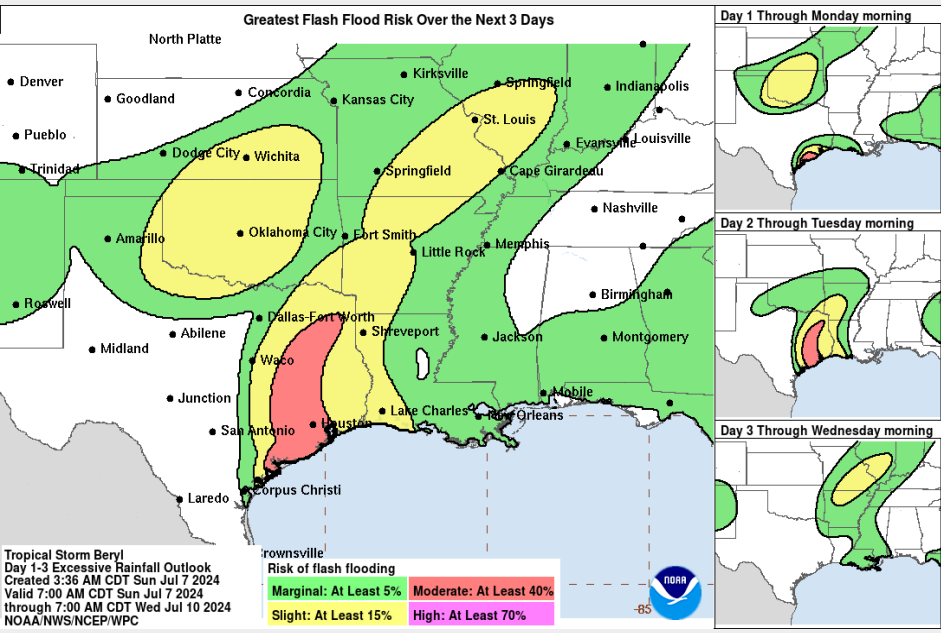 Greatest Flash Flood Risk Over the Next 3 Days
North Platte
Denver
Goodland
Concordia
Kirksville
Kansas City
Springfield
Indianapolis
St. Louis
Pueblo
Trinidad
Dodge City
Wichita
Springfield
Evansville
Louisville
Cape Girardeau
Amarillo
Oklahoma City
Fort Smith
Little Rock
Memphis
Nashville
Roswell
Dallas-Fort Worth
Birmingham
Abilene
Midland
Shreveport
Jackson
Montgomery
Waco
Junction
Lake Charles
Mobile
New Orleans
San Antonio
Houston
Laredo
Corpus Christi
Brownsville
-85
Tropical Storm Beryl
Day 1-3 Excessive Rainfall Outlook
Created 3:36 AM CDT Sun Jul 7 2024
Valid 7:00 AM CDT Sun Jul 7 2024
through 7:00 AM CDT Wed Jul 10 2024
NOAA/NWS/NCEP/WPC
Risk of flash flooding
Marginal: At Least 5%
Moderate: At Least 40%
Slight: At Least 15%
High: At Least 70%
NOAA
Day 1 Through Monday morning
Day 2 Through Tuesday morning
Day 3 Through Wednesday morning